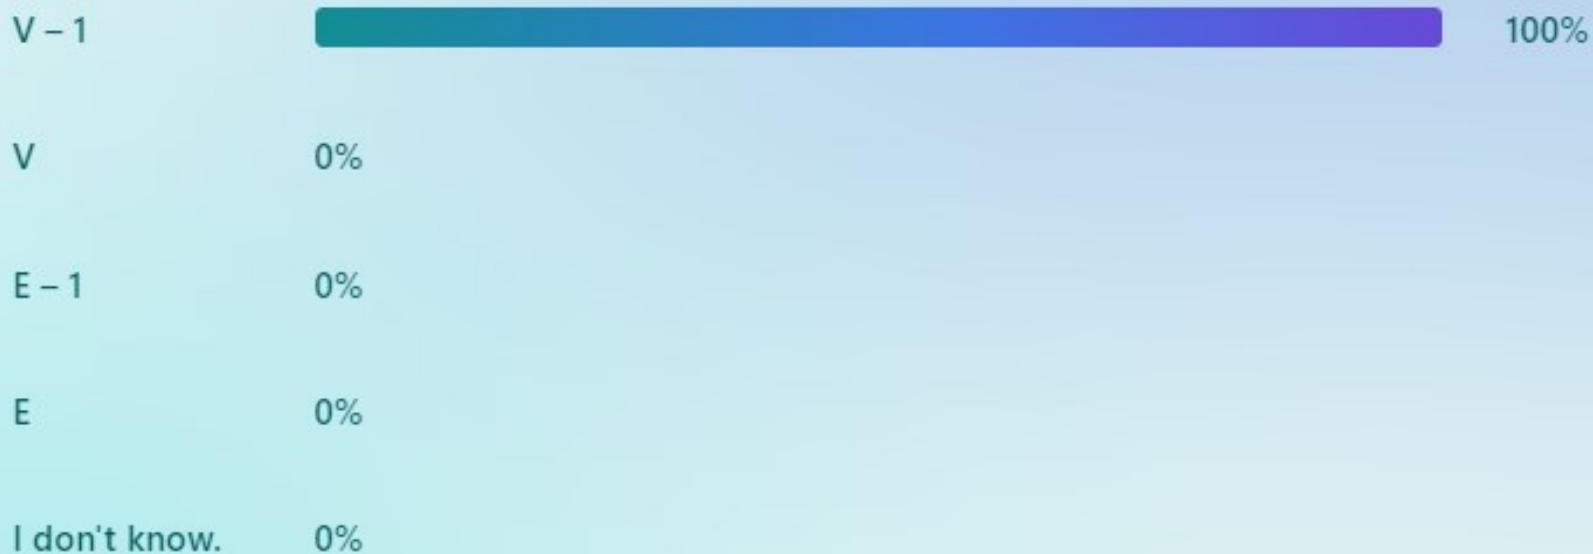 V – 1 100%
V 0%
E – 1 0%
E 0%
I don't know. 0%